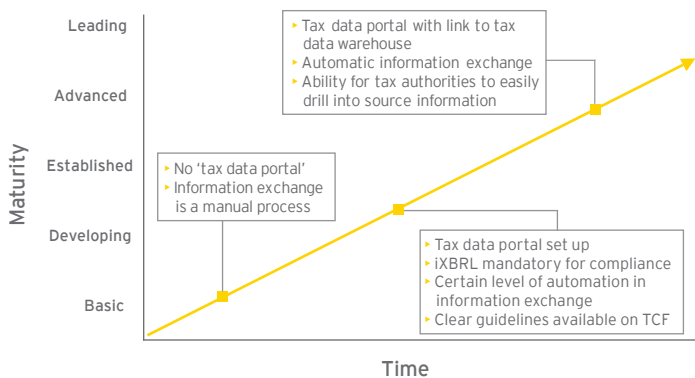 Leading
Advanced
Established
Developing
Basic
Maturity
Time
▸ No 'tax data portal'
▸ Information exchange
is a manual process
▸ Tax data portal set up
▸ iXBRL mandatory for compliance
▸ Certain level of automation in
information exchange
▸ Clear guidelines available on TCF
▸ Tax data portal with link to tax
data warehouse
▸ Automatic information exchange
▸ Ability for tax authorities to easily
drill into source information